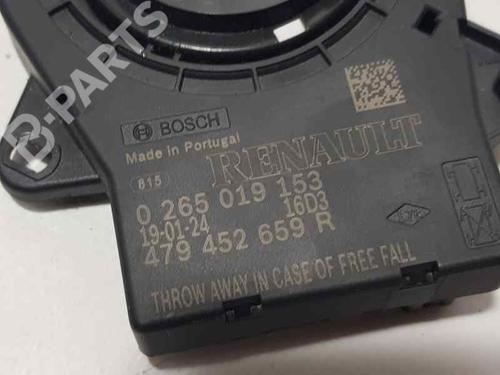 B-PARTS
BOSCH
Made in Portugal
RENAULT
815
0 265 019 153
19-01-24 16D3
479 452 659 R
THROW AWAY IN CASE OF FREE FALL